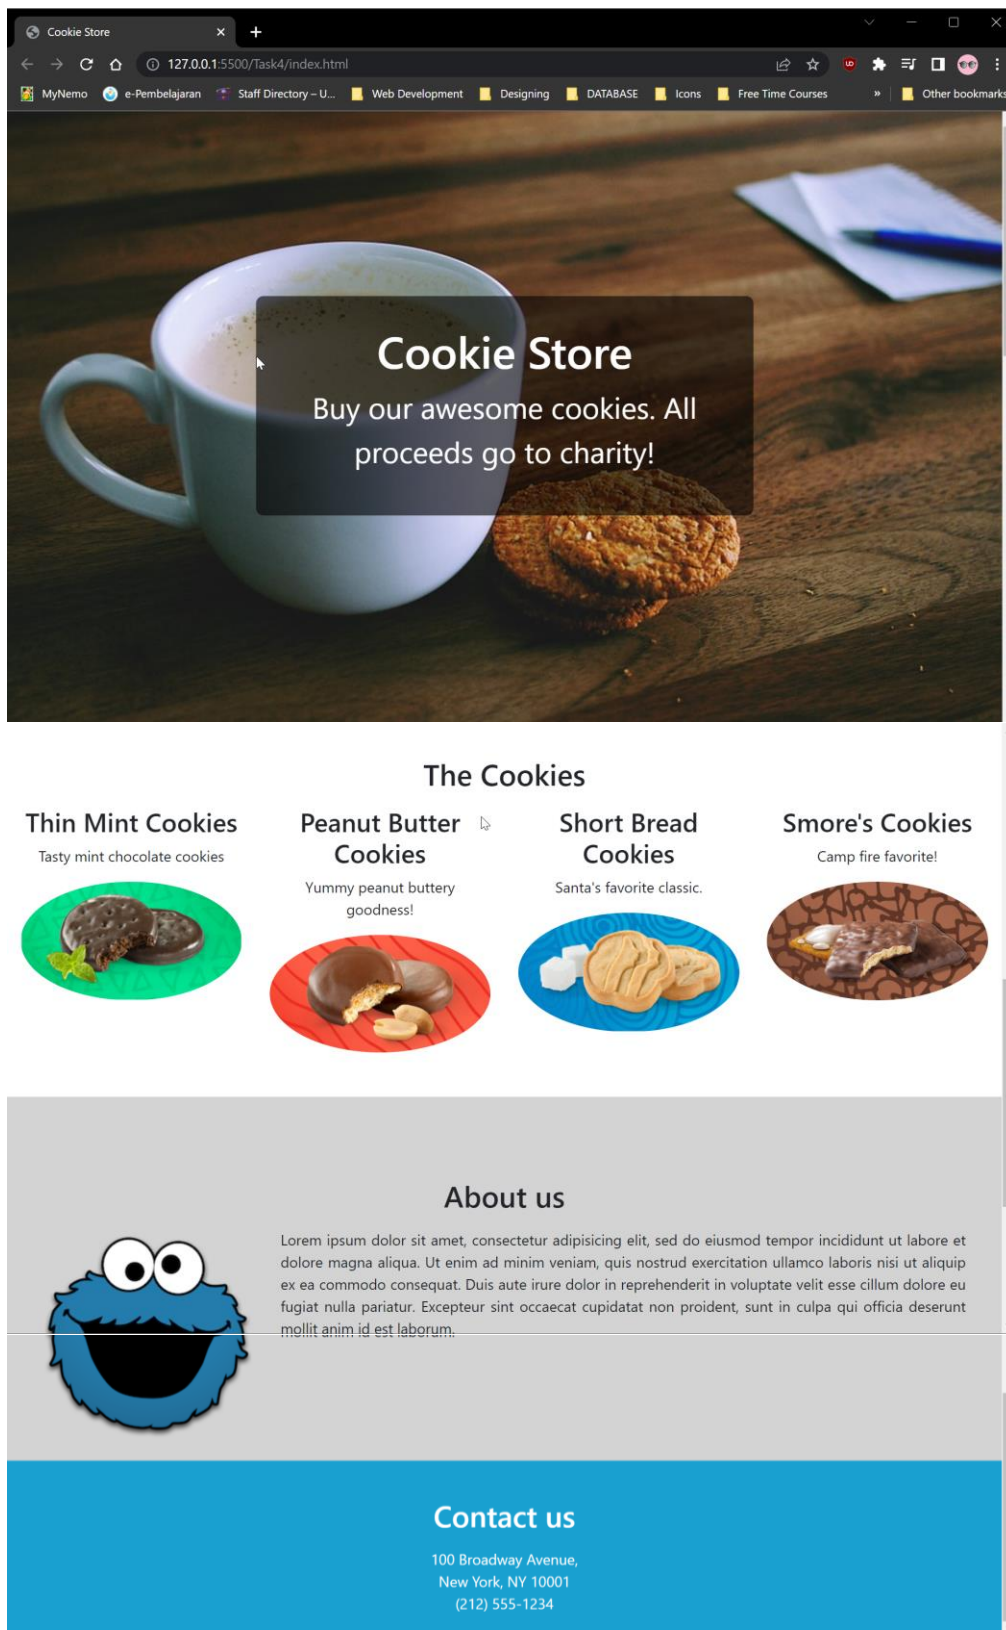 Cookie Store
127.0.0.1:5500/Task4/index.html
MyNemo e-Pembelajaran Staff Directory – U... Web Development Designing DATABASE Icons Free Time Courses » Other bookmarks
Cookie Store
Buy our awesome cookies. All
proceeds go to charity!
The Cookies
Thin Mint Cookies
Tasty mint chocolate cookies
Peanut Butter
Cookies
Yummy peanut buttery
goodness!
Short Bread
Cookies
Santa's favorite classic.
Smore's Cookies
Camp fire favorite!
About us
Lorem ipsum dolor sit amet, consectetur adipisicing elit, sed do eiusmod tempor incididunt ut labore et
dolore magna aliqua. Ut enim ad minim veniam, quis nostrud exercitation ullamco laboris nisi ut aliquip
ex ea commodo consequat. Duis aute irure dolor in reprehenderit in voluptate velit esse cillum dolore eu
fugiat nulla pariatur. Excepteur sint occaecat cupidatat non proident, sunt in culpa qui officia deserunt
mollit anim id est laborum.
Contact us
100 Broadway Avenue,
New York, NY 10001
(212) 555-1234